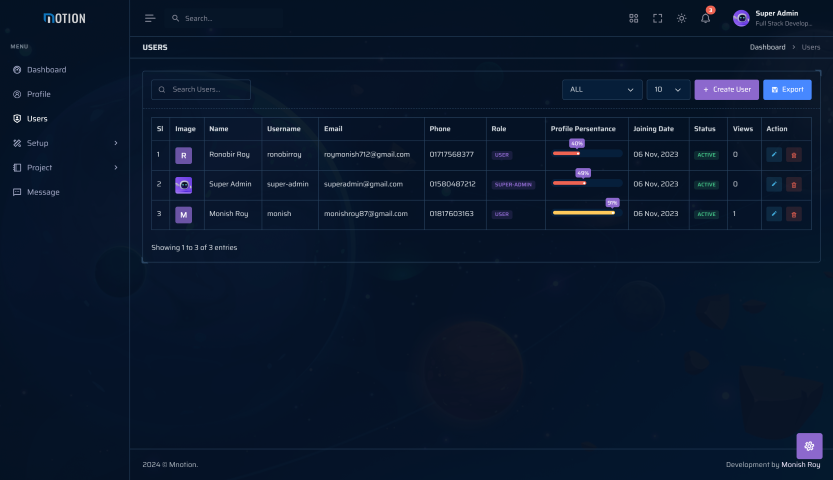 mNOTION
Search...
3
Super Admin
Full Stack Develop...
MENU
USERS
Dashboard > Users
Dashboard
Profile
Users
Setup
Project
Message
Search Users...
ALL
10
+ Create User
Export
Sl Image Name Username Email Phone Role Profile Persentance Joining Date Status Views Action
1 R Ronobir Roy ronobirroy roymonish712@gmail.com 01717568377 USER 40% 06 Nov, 2023 ACTIVE 0
2 Super Admin super-admin superadmin@gmail.com 01580487212 SUPER-ADMIN 49% 06 Nov, 2023 ACTIVE 0
3 M Monish Roy monish monishroy87@gmail.com 01817603163 USER 91% 06 Nov, 2023 ACTIVE 1
Showing 1 to 3 of 3 entries
2024 © Mnotion.
Development by Monish Roy